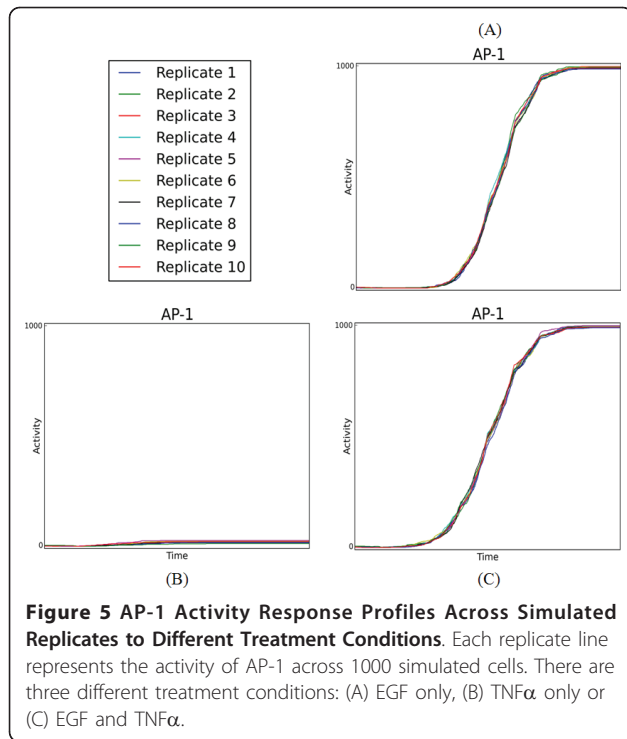 (A)
AP-1
1000
Activity
0
Replicate 1
Replicate 2
Replicate 3
Replicate 4
Replicate 5
Replicate 6
Replicate 7
Replicate 8
Replicate 9
Replicate 10
AP-1
1000
Activity
0
Time
(B)
AP-1
1000
Activity
0
Time
(C)
Figure 5 AP-1 Activity Response Profiles Across Simulated
Replicates to Different Treatment Conditions. Each replicate line
represents the activity of AP-1 across 1000 simulated cells. There are
three different treatment conditions: (A) EGF only, (B) TNFα only or
(C) EGF and TNFα.